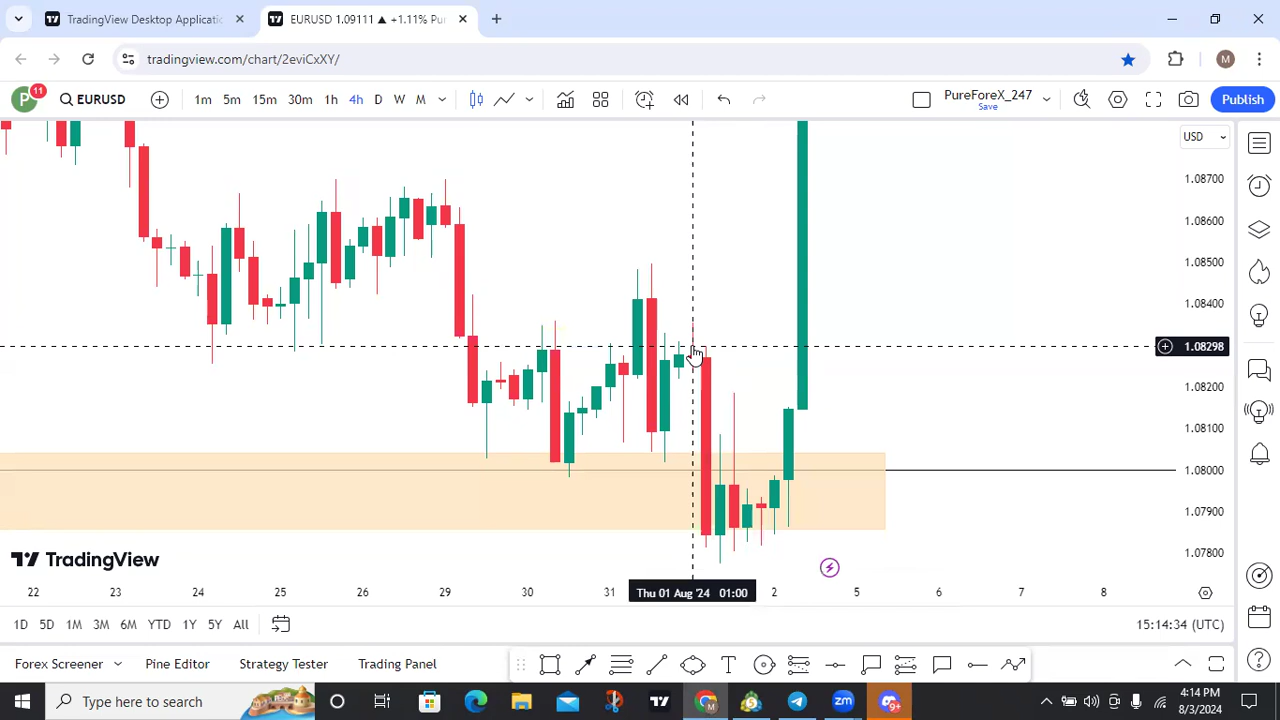 TradingView Desktop Applicati
EURUSD 1.09111 ▲ +1.11% Pu
tradingview.com/chart/2eviCxXY/
M
P
11
EURUSD
1m 5m 15m 30m 1h 4h D W M
PureForeX_247
Save
Publish
USD
1.08700
1.08600
1.08500
1.08400
1.08298
1.08200
1.08100
1.08000
1.07900
1.07800
TradingView
22 23 24 25 26 29 30 31 Thu 01 Aug '24 01:00 2 5 6 7 8
1D 5D 1M 3M 6M YTD 1Y 5Y All
15:14:34 (UTC)
Forex Screener Pine Editor Strategy Tester Trading Panel
Type here to search
9+
4:14 PM
8/3/2024